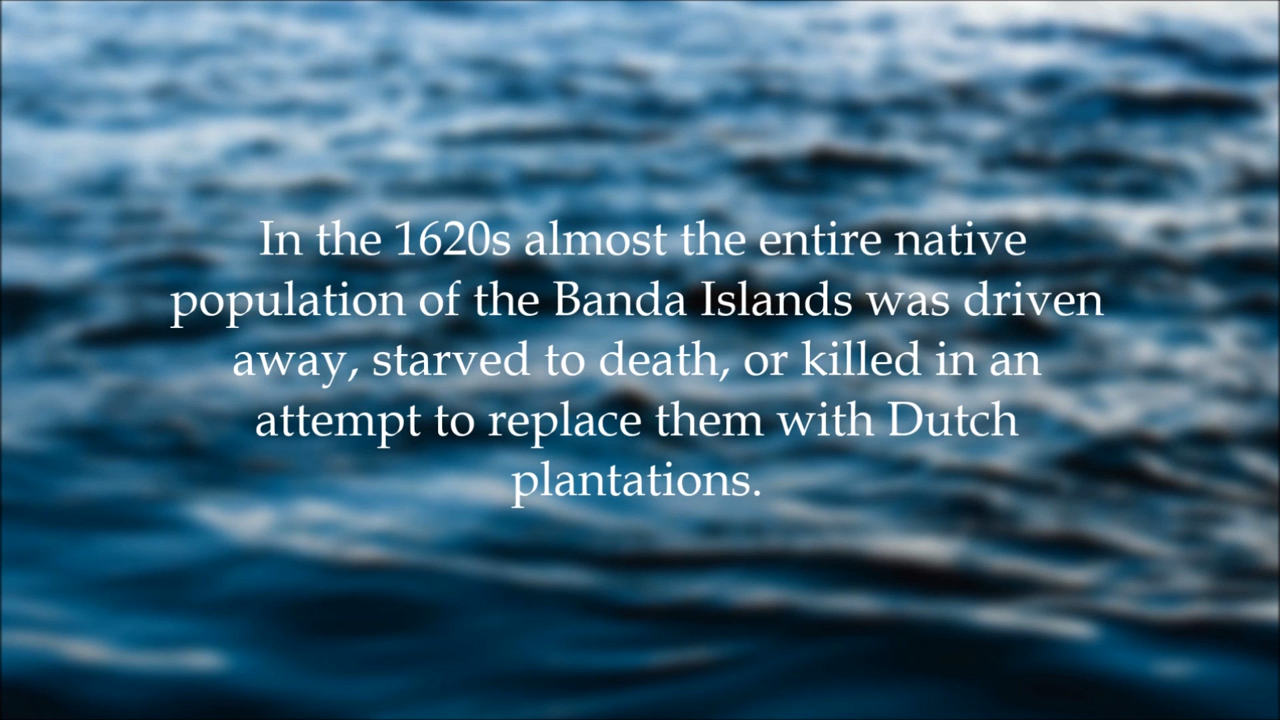 In the 1620s almost the entire native
population of the Banda Islands was driven
away, starved to death, or killed in an
attempt to replace them with Dutch
plantations.